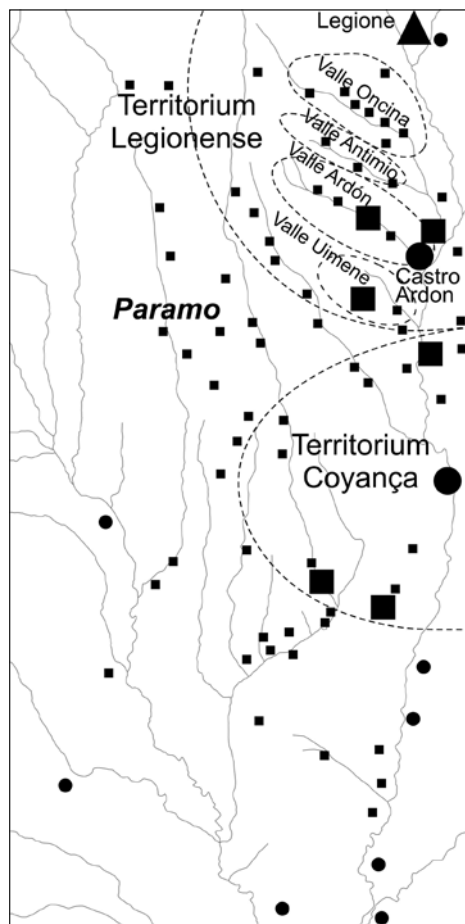 Legione
Valle Oncina
Territorium
Legionense
Valle Antimio
Valle Ardón
Valle Uimene
Castro
Ardon
Paramo
Territorium
Coyança